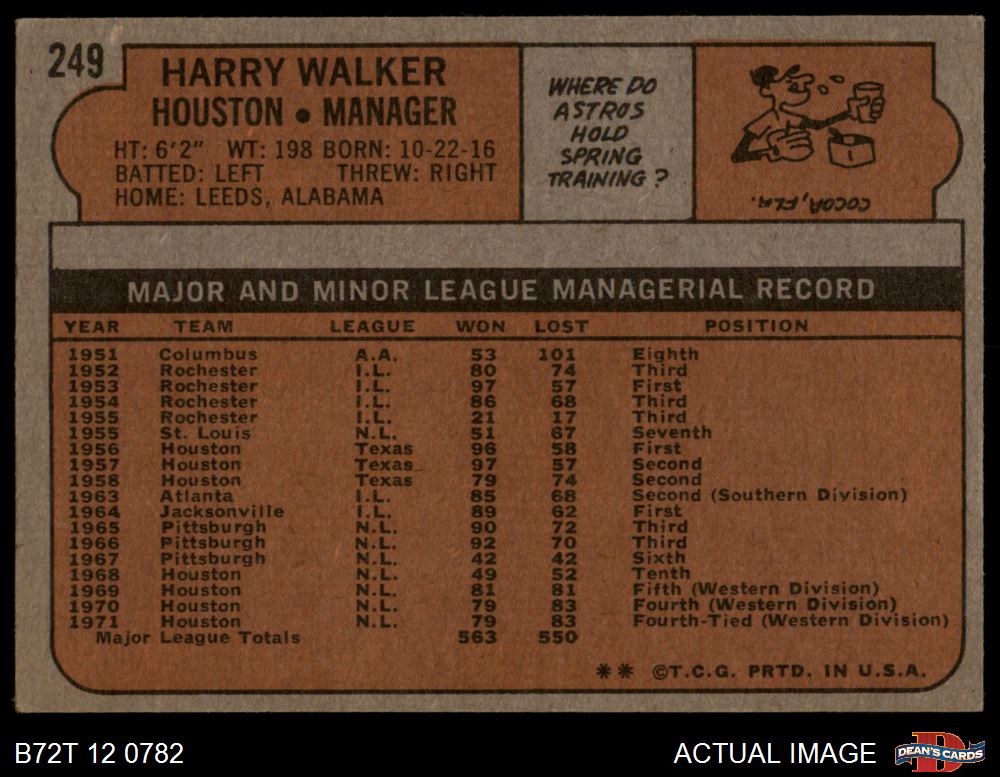 249
HARRY WALKER
HOUSTON • MANAGER
HT: 6'2" WT: 198 BORN: 10-22-16
BATTED: LEFT THREW: RIGHT
HOME: LEEDS, ALABAMA
WHERE DO
ASTROS
HOLD
SPRING
TRAINING?
COCOA, FLA.
MAJOR AND MINOR LEAGUE MANAGERIAL RECORD
YEAR TEAM LEAGUE WON LOST POSITION
1951 Columbus A.A. 53 101 Eighth
1952 Rochester I.L. 80 74 Third
1953 Rochester I.L. 97 57 First
1954 Rochester I.L. 86 68 Third
1955 Rochester I.L. 21 17 Third
1955 St. Louis N.L. 51 67 Seventh
1956 Houston Texas 96 58 First
1957 Houston Texas 97 57 Second
1958 Houston Texas 79 74 Second
1963 Atlanta I.L. 85 68 Second (Southern Division)
1964 Jacksonville I.L. 89 62 First
1965 Pittsburgh N.L. 90 72 Third
1966 Pittsburgh N.L. 92 70 Third
1967 Pittsburgh N.L. 42 42 Sixth
1968 Houston N.L. 49 52 Tenth
1969 Houston N.L. 81 81 Fifth (Western Division)
1970 Houston N.L. 79 83 Fourth (Western Division)
1971 Houston N.L. 79 83 Fourth-Tied (Western Division)
Major League Totals 563 550
** ©T.C.G. PRTD. IN U.S.A.
B72T 12 0782 ACTUAL IMAGE DEAN'S CARDS